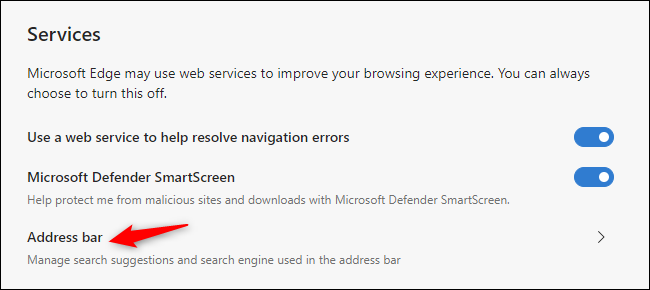 Services
Microsoft Edge may use web services to improve your browsing experience. You can always
choose to turn this off.
Use a web service to help resolve navigation errors
Microsoft Defender SmartScreen
Help protect me from malicious sites and downloads with Microsoft Defender SmartScreen.
Address bar
Manage search suggestions and search engine used in the address bar